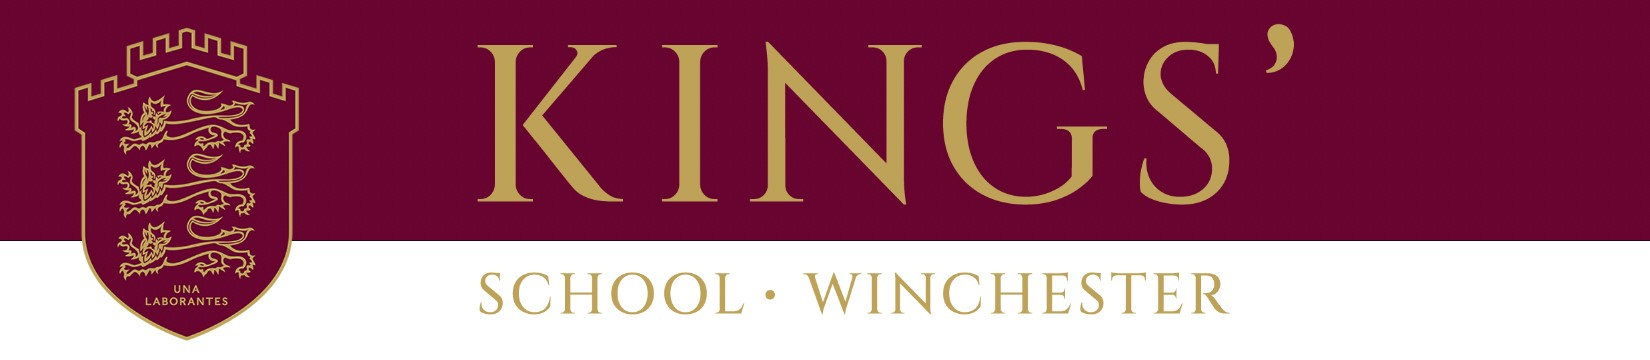 KINGS’
SCHOOL · WINCHESTER
UNA
LABORANTES